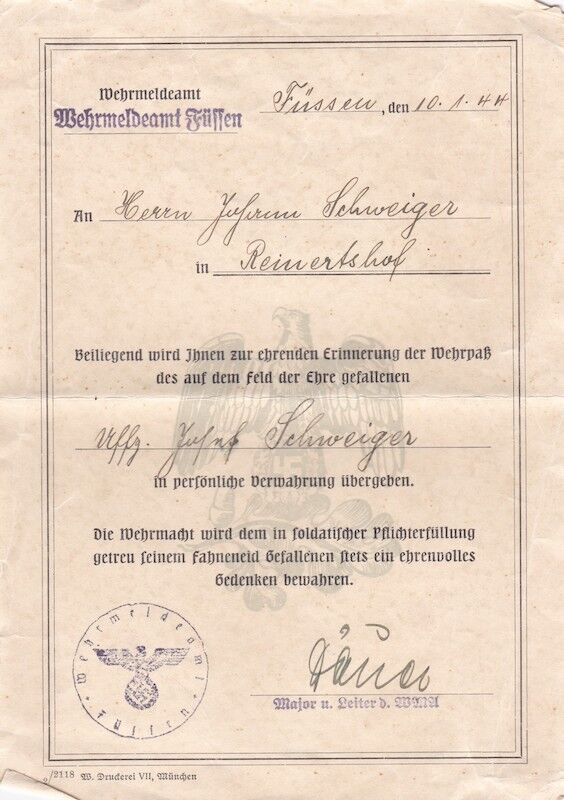 Wehrmeldeamt
Wehrmeldeamt Füssen
Füssen, den 10.1.44
An Herrn Johann Schweiger
in Reinertshof
Beiliegend wird Ihnen zur ehrenden Erinnerung der Wehrpaß
des auf dem Feld der Ehre gefallenen
Uffz. Josef Schweiger
in persönliche Verwahrung übergeben.
Die Wehrmacht wird dem in soldatischer Pflichterfüllung
getreu seinem Fahneneid Gefallenen stets ein ehrenvolles
Gedenken bewahren.
Wehrmeldeamt
Füssen
Major u. Leiter d. WMA
/2118 W. Druckerei VII, München